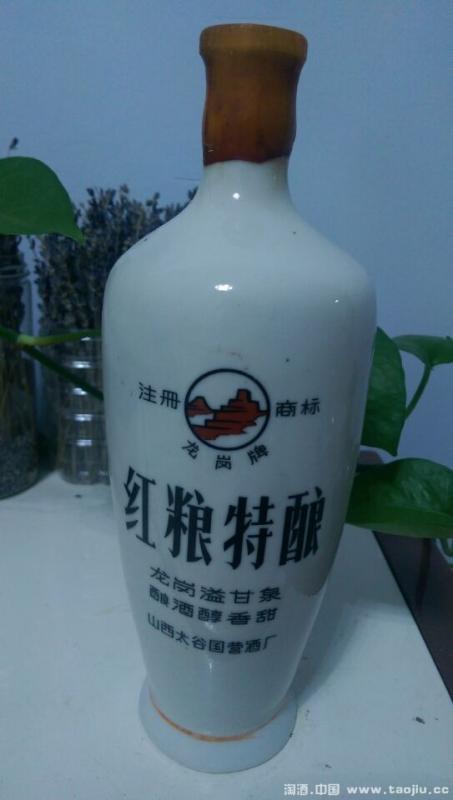 注册 商标
龙岗牌
红粮特酿
龙岗溢甘泉
酿酒醇香甜
山西太谷国营酒厂
淘酒.中国 www.taojiu.cc